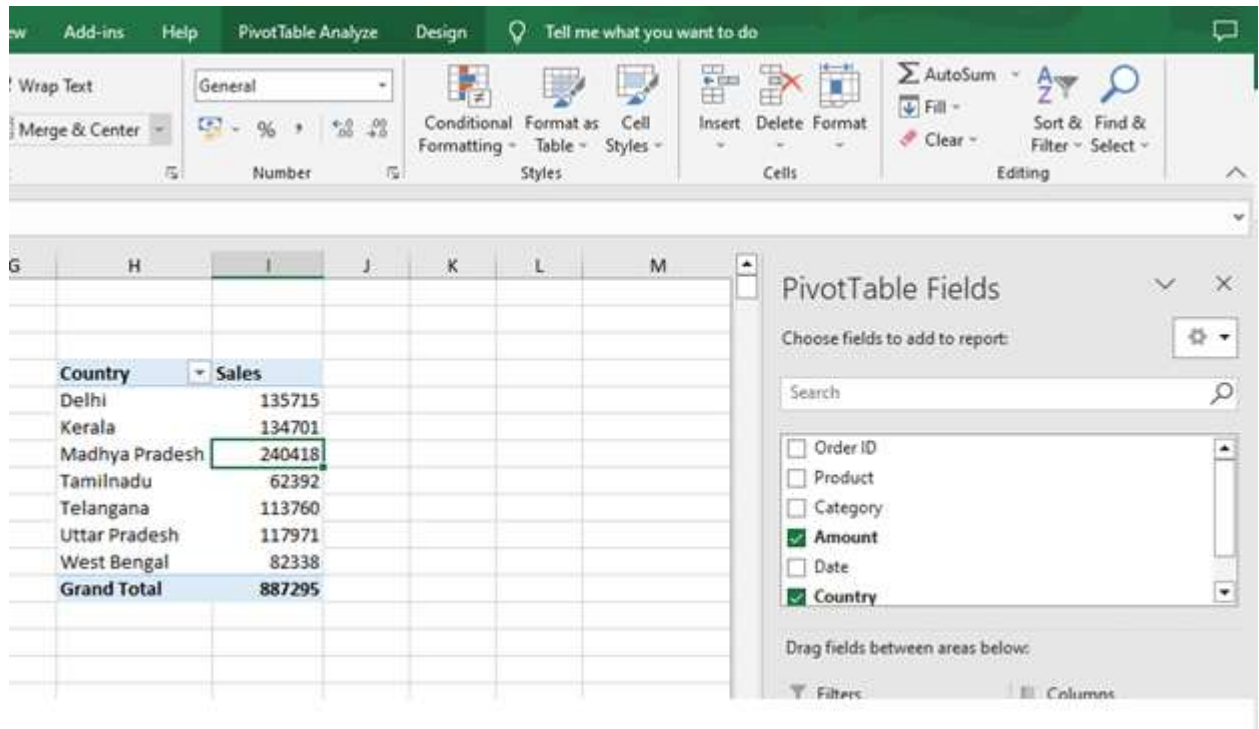 Add-ins Help PivotTable Analyze Design Tell me what you want to do
Wrap Text
General
Merge & Center
% ,
Conditional Formatting
Format as Table
Cell Styles
Insert Delete Format
AutoSum
Fill
Clear
Sort & Filter
Find & Select
Number Styles Cells Editing
G H I J K L M
Country Sales
Delhi 135715
Kerala 134701
Madhya Pradesh 240418
Tamilnadu 62392
Telangana 113760
Uttar Pradesh 117971
West Bengal 82338
Grand Total 887295
PivotTable Fields
Choose fields to add to report:
Search
Order ID
Product
Category
Amount
Date
Country
Drag fields between areas below:
Filters Columns